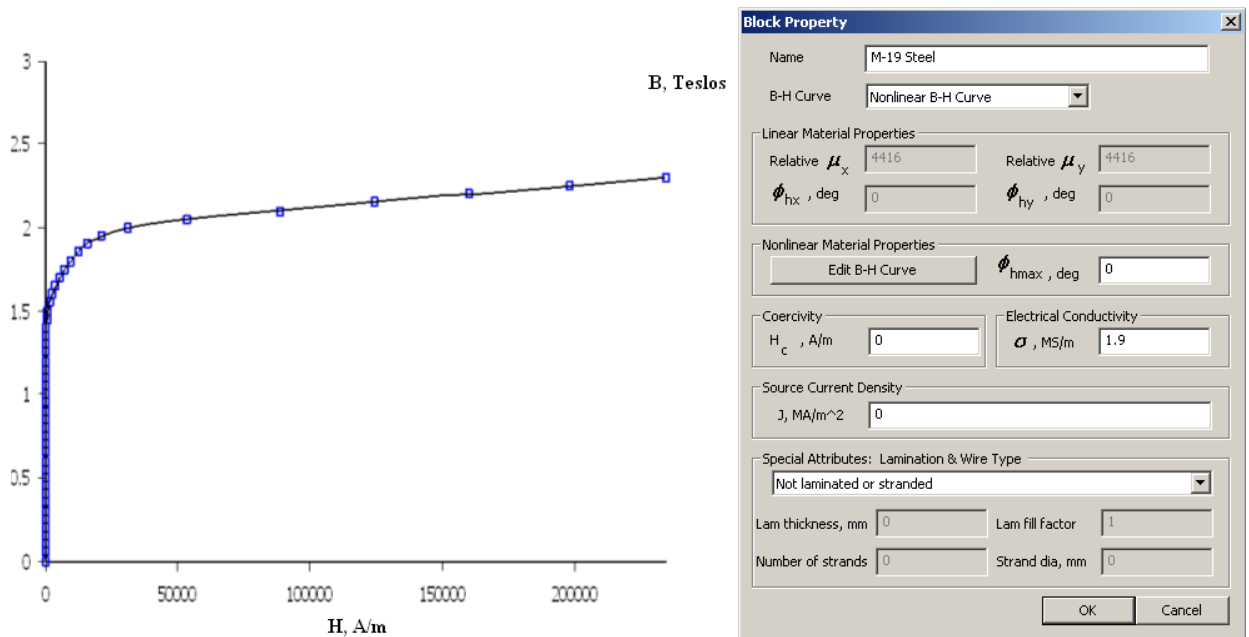 B, Teslos
3
2.5
2
1.5
1
0.5
0
0
50000
100000
150000
200000
H, A/m
Block Property
Name M-19 Steel
B-H Curve Nonlinear B-H Curve
Linear Material Properties
Relative μx 4416 Relative μy 4416
ϕhx , deg 0 ϕhy , deg 0
Nonlinear Material Properties
Edit B-H Curve ϕhmax , deg 0
Coercivity Electrical Conductivity
Hc , A/m 0 σ , MS/m 1.9
Source Current Density
J, MA/m^2 0
Special Attributes: Lamination & Wire Type
Not laminated or stranded
Lam thickness, mm 0 Lam fill factor 1
Number of strands 0 Strand dia, mm 0
OK Cancel